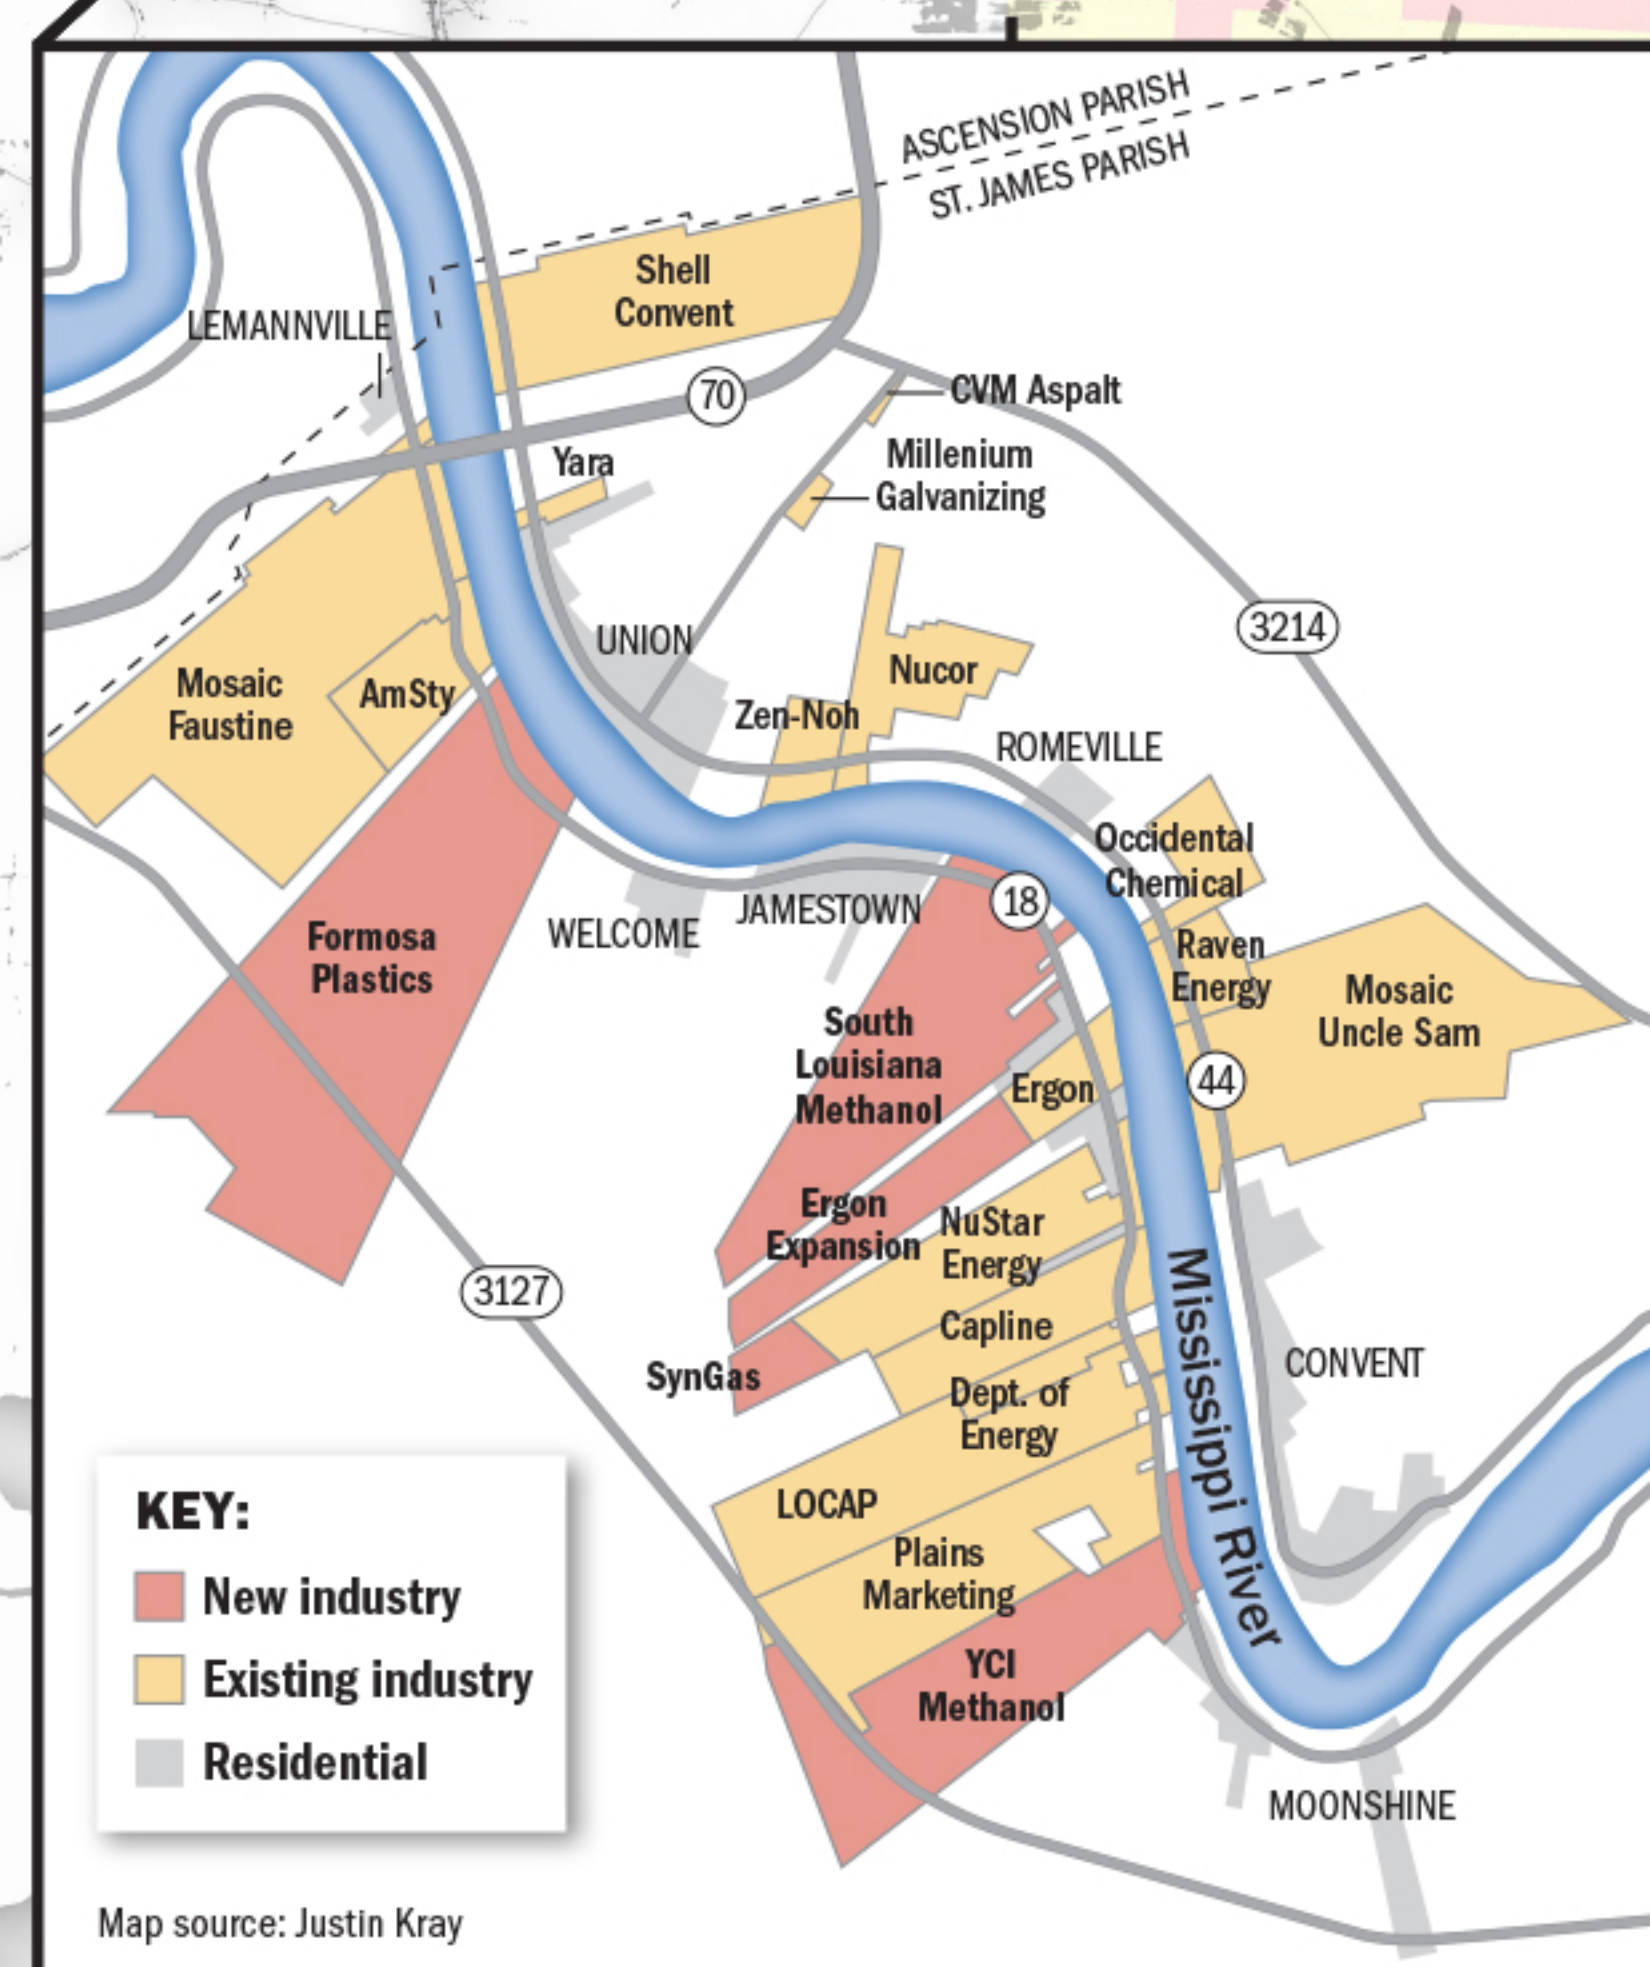 ASCENSION PARISH
ST. JAMES PARISH
Shell
Convent
LEMANNVILLE
70
CVM Aspalt
Yara
Millenium
Galvanizing
3214
UNION
Nucor
Mosaic
Faustine
AmSty
Zen-Noh
ROMEVILLE
Occidental
Chemical
18
JAMESTOWN
WELCOME
Formosa
Plastics
Raven
Energy
Mosaic
Uncle Sam
South
Louisiana
Methanol
Ergon
44
Ergon
Expansion
NuStar
Energy
3127
Capline
Mississippi River
CONVENT
SynGas
Dept. of
Energy
LOCAP
Plains
Marketing
YCI
Methanol
MOONSHINE
KEY:
New industry
Existing industry
Residential
Map source: Justin Kray